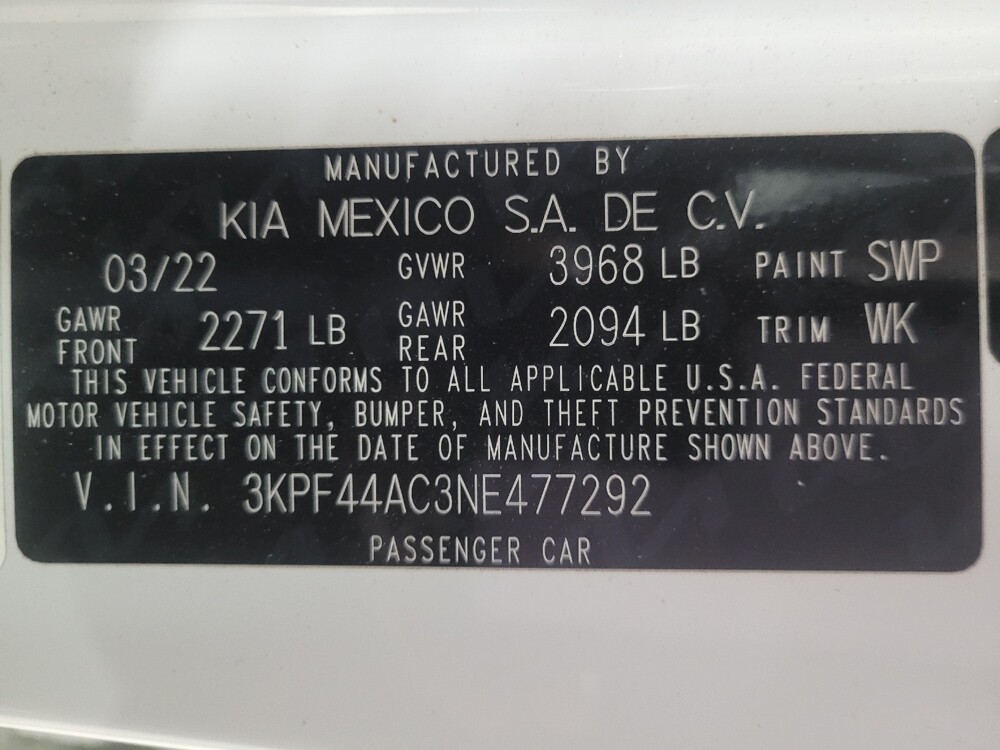 MANUFACTURED BY
KIA MEXICO S.A. DE C.V.
03/22 GVWR 3968 LB PAINT SWP
GAWR FRONT 2271 LB GAWR REAR 2094 LB TRIM WK
THIS VEHICLE CONFORMS TO ALL APPLICABLE U.S.A. FEDERAL
MOTOR VEHICLE SAFETY, BUMPER, AND THEFT PREVENTION STANDARDS
IN EFFECT ON THE DATE OF MANUFACTURE SHOWN ABOVE.
V.I.N. 3KPF44AC3NE477292
PASSENGER CAR